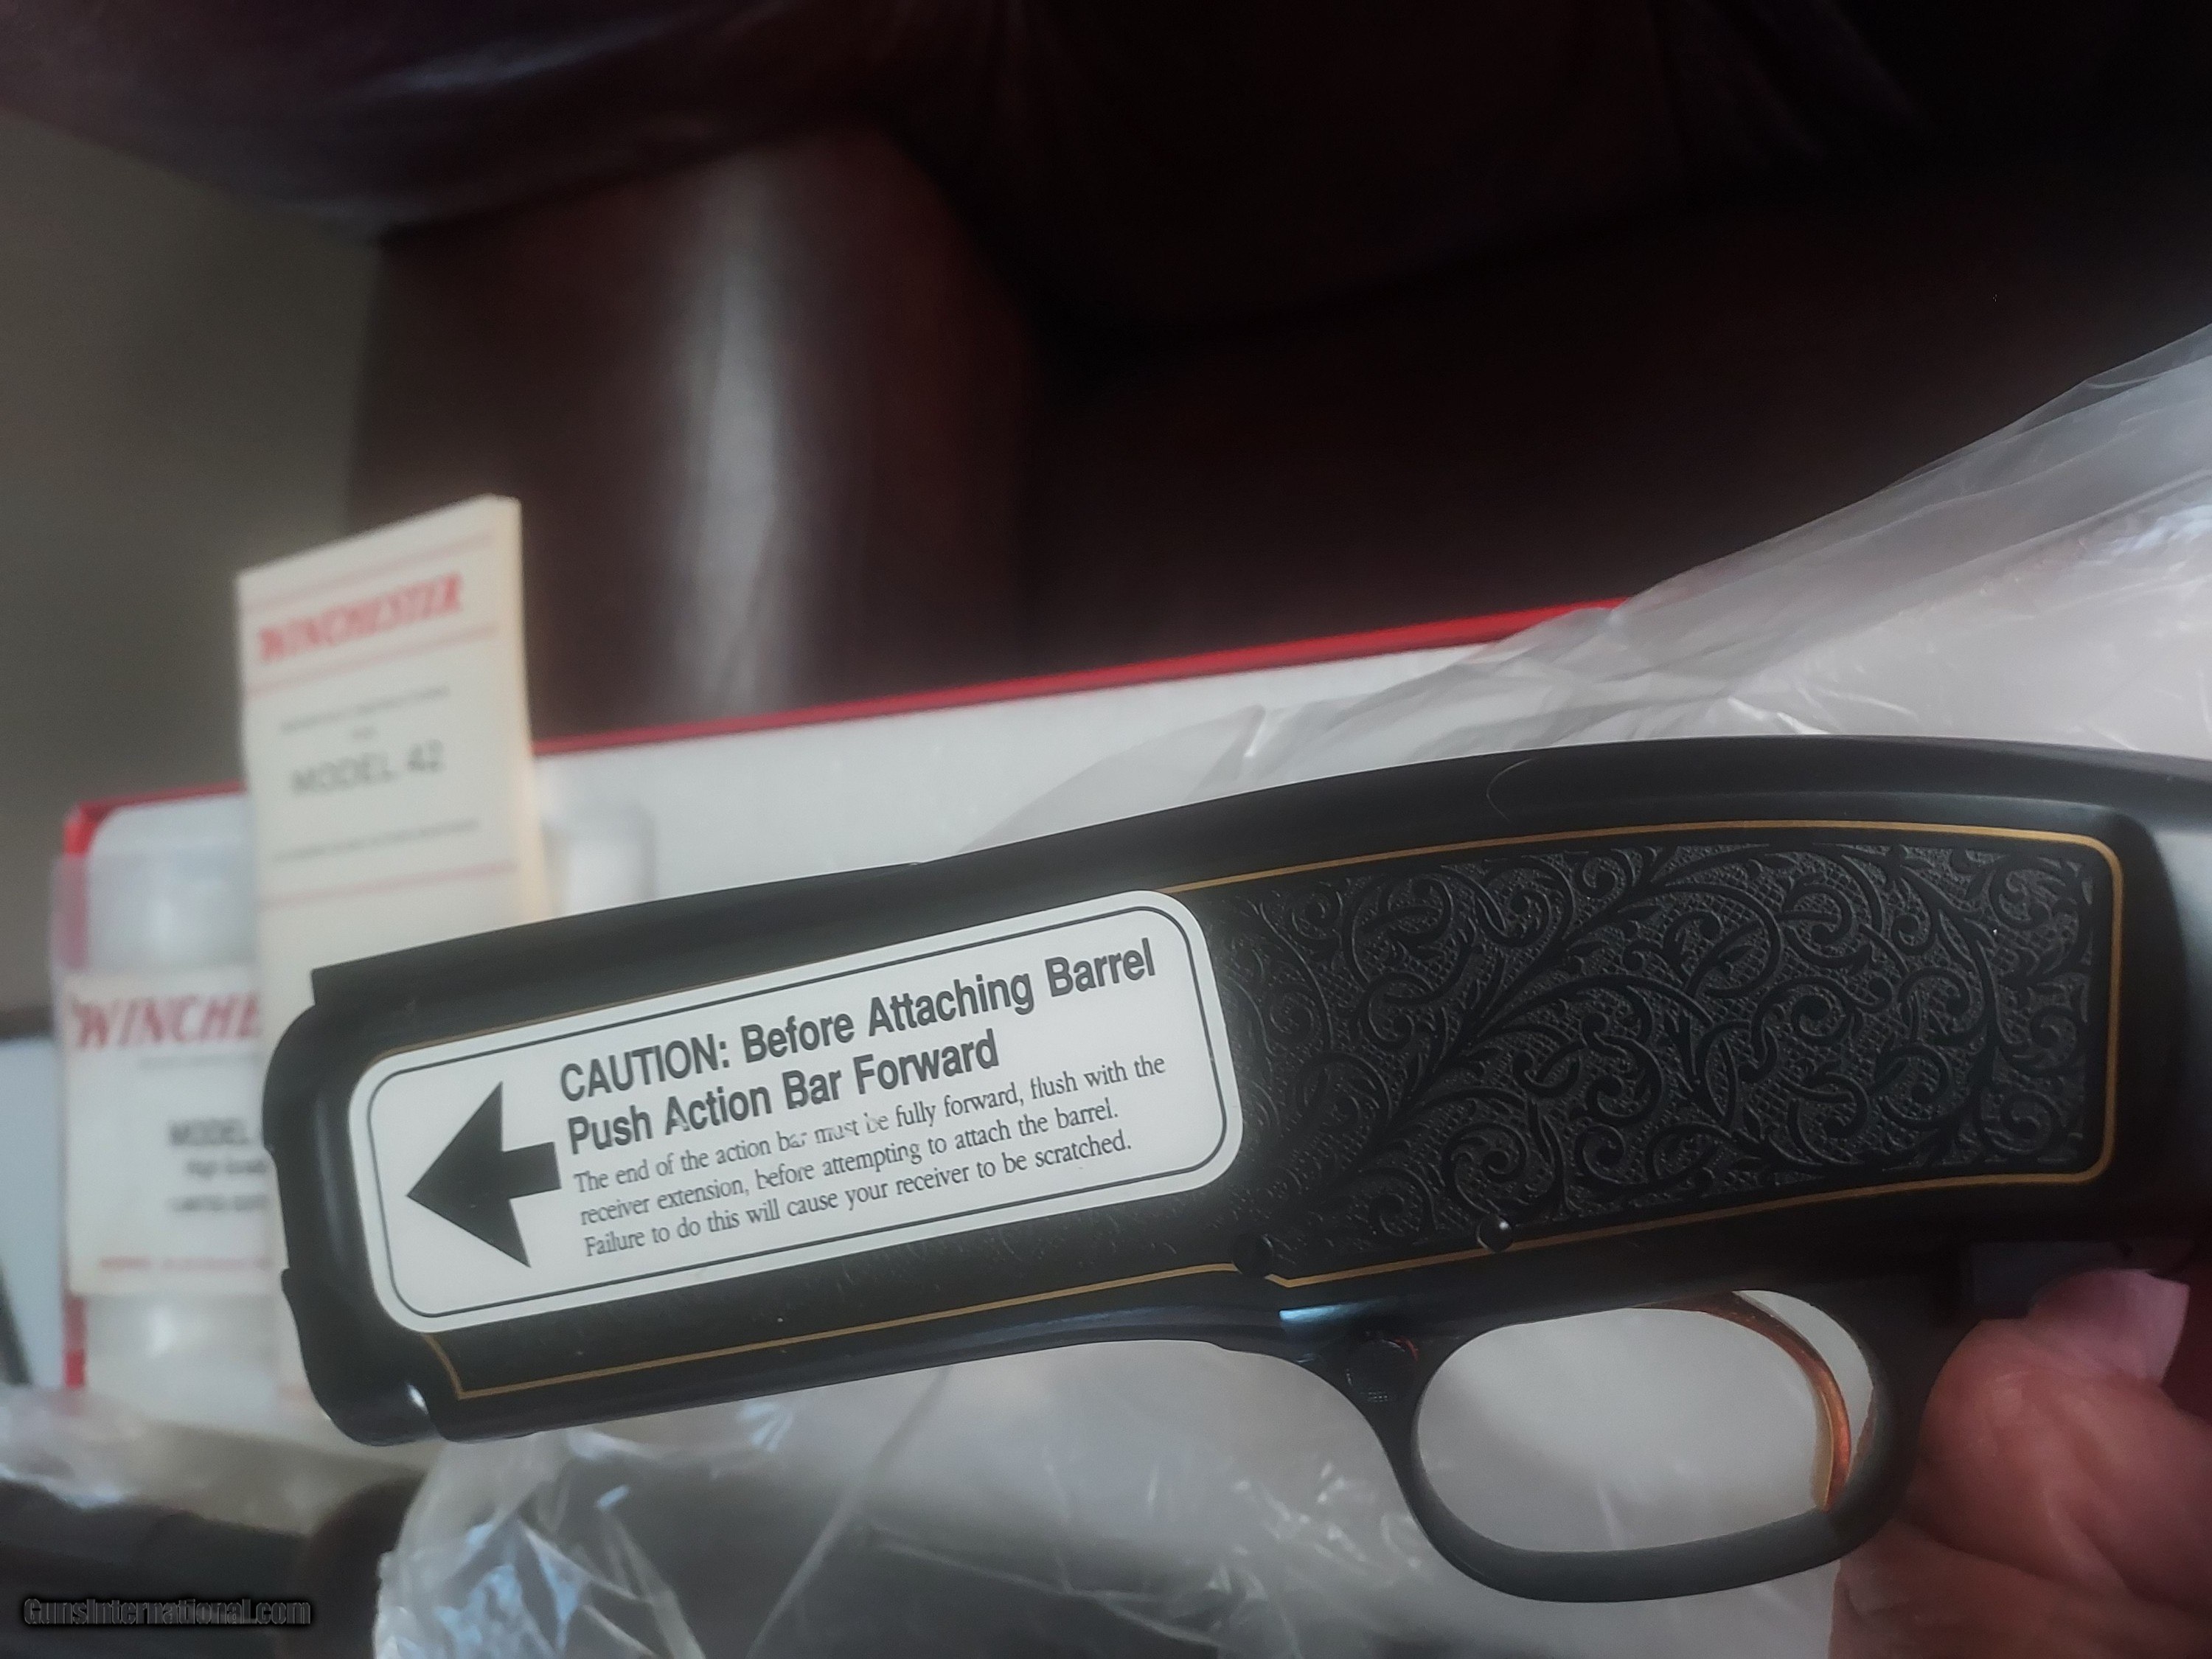 WINCHESTER
MODEL 42
WINCHE
MODEL
CAUTION: Before Attaching Barrel
Push Action Bar Forward
The end of the action bar must be fully forward, flush with the
receiver extension, before attempting to attach the barrel.
Failure to do this will cause your receiver to be scratched.
GunsInternational.com